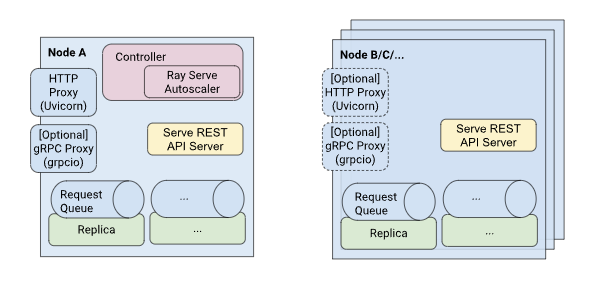 Node A
Controller
Ray Serve
Autoscaler
HTTP
Proxy
(Uvicorn)
[Optional]
gRPC Proxy
(grpcio)
Serve REST
API Server
Request
Queue
...
Replica
...
Node B/C/...
[Optional]
HTTP Proxy
(Uvicorn)
[Optional]
gRPC Proxy
(grpcio)
Serve REST
API Server
Request
Queue
...
Replica
...